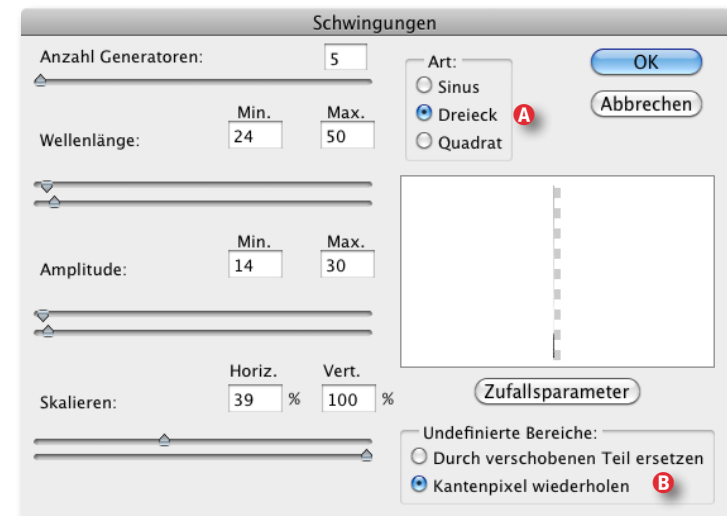 Schwingungen
Anzahl Generatoren: 5
Min. Max.
Wellenlänge: 24 50
Min. Max.
Amplitude: 14 30
Horiz. Vert.
Skalieren: 39 % 100 %
Art:
Sinus
Dreieck A
Quadrat
OK
Abbrechen
Zufallsparameter
Undefinierte Bereiche:
Durch verschobenen Teil ersetzen
Kantenpixel wiederholen B